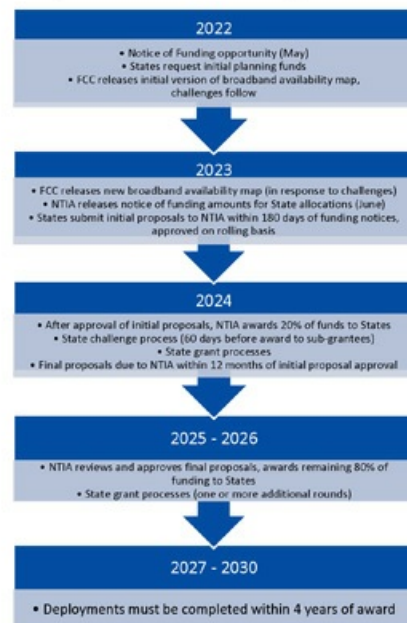 2022
• Notice of Funding opportunity (May)
• States request initial planning funds
• FCC releases initial version of broadband availability map,
challenges follow
2023
• FCC releases new broadband availability map (in response to challenges)
• NTIA releases notice of funding amounts for State allocations (June)
• States submit initial proposals to NTIA within 180 days of funding notices,
approved on rolling basis
2024
• After approval of initial proposals, NTIA awards 20% of funds to States
• State challenge process (60 days before award to sub-grantees)
• State grant processes
• Final proposals due to NTIA within 12 months of initial proposal approval
2025 - 2026
• NTIA reviews and approves final proposals, awards remaining 80% of
funding to States
• State grant processes (one or more additional rounds)
2027 - 2030
• Deployments must be completed within 4 years of award